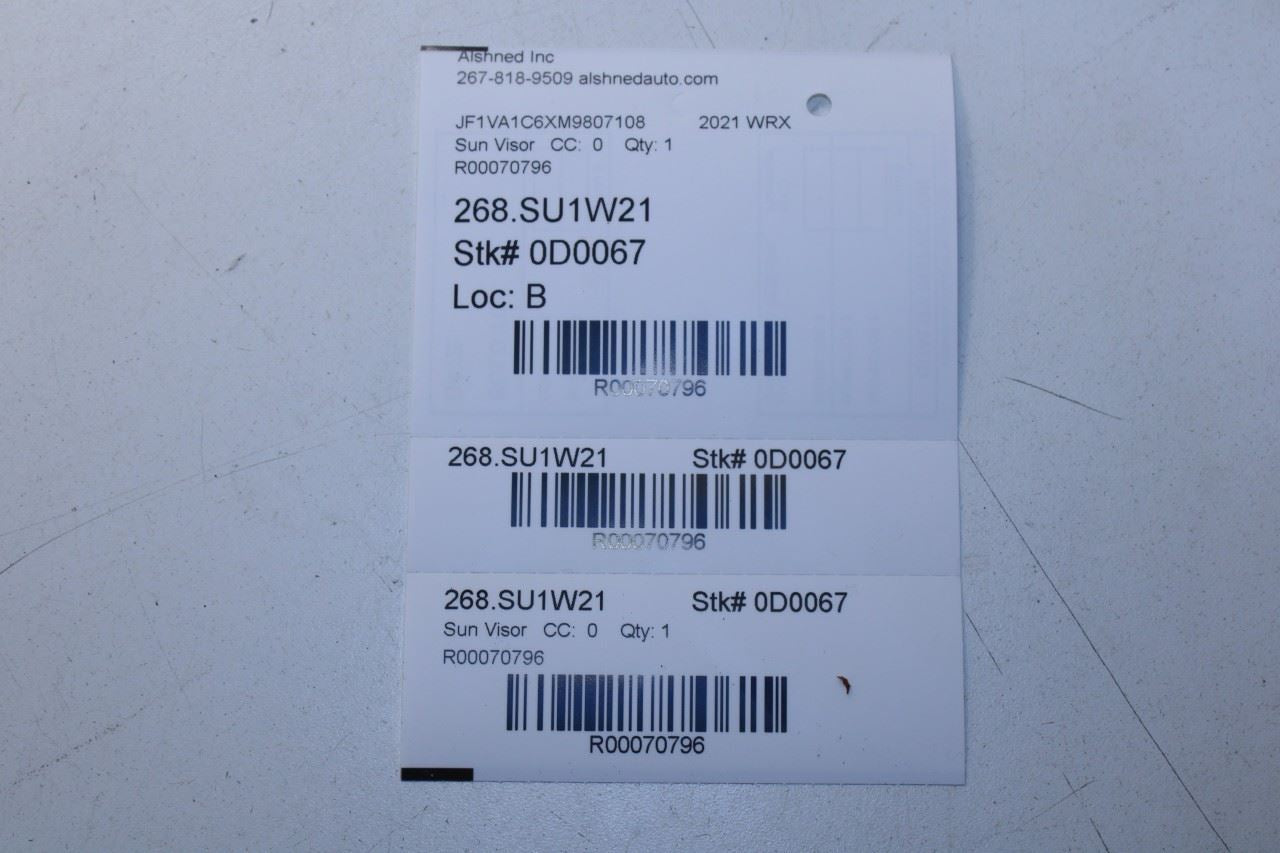 Alshned Inc
267-818-9509 alshnedauto.com
JF1VA1C6XM9807108 2021 WRX
Sun Visor CC: 0 Qty: 1
R00070796
268.SU1W21
Stk# 0D0067
Loc: B
R00070796
268.SU1W21 Stk# 0D0067
R00070796
268.SU1W21 Stk# 0D0067
Sun Visor CC: 0 Qty: 1
R00070796
R00070796